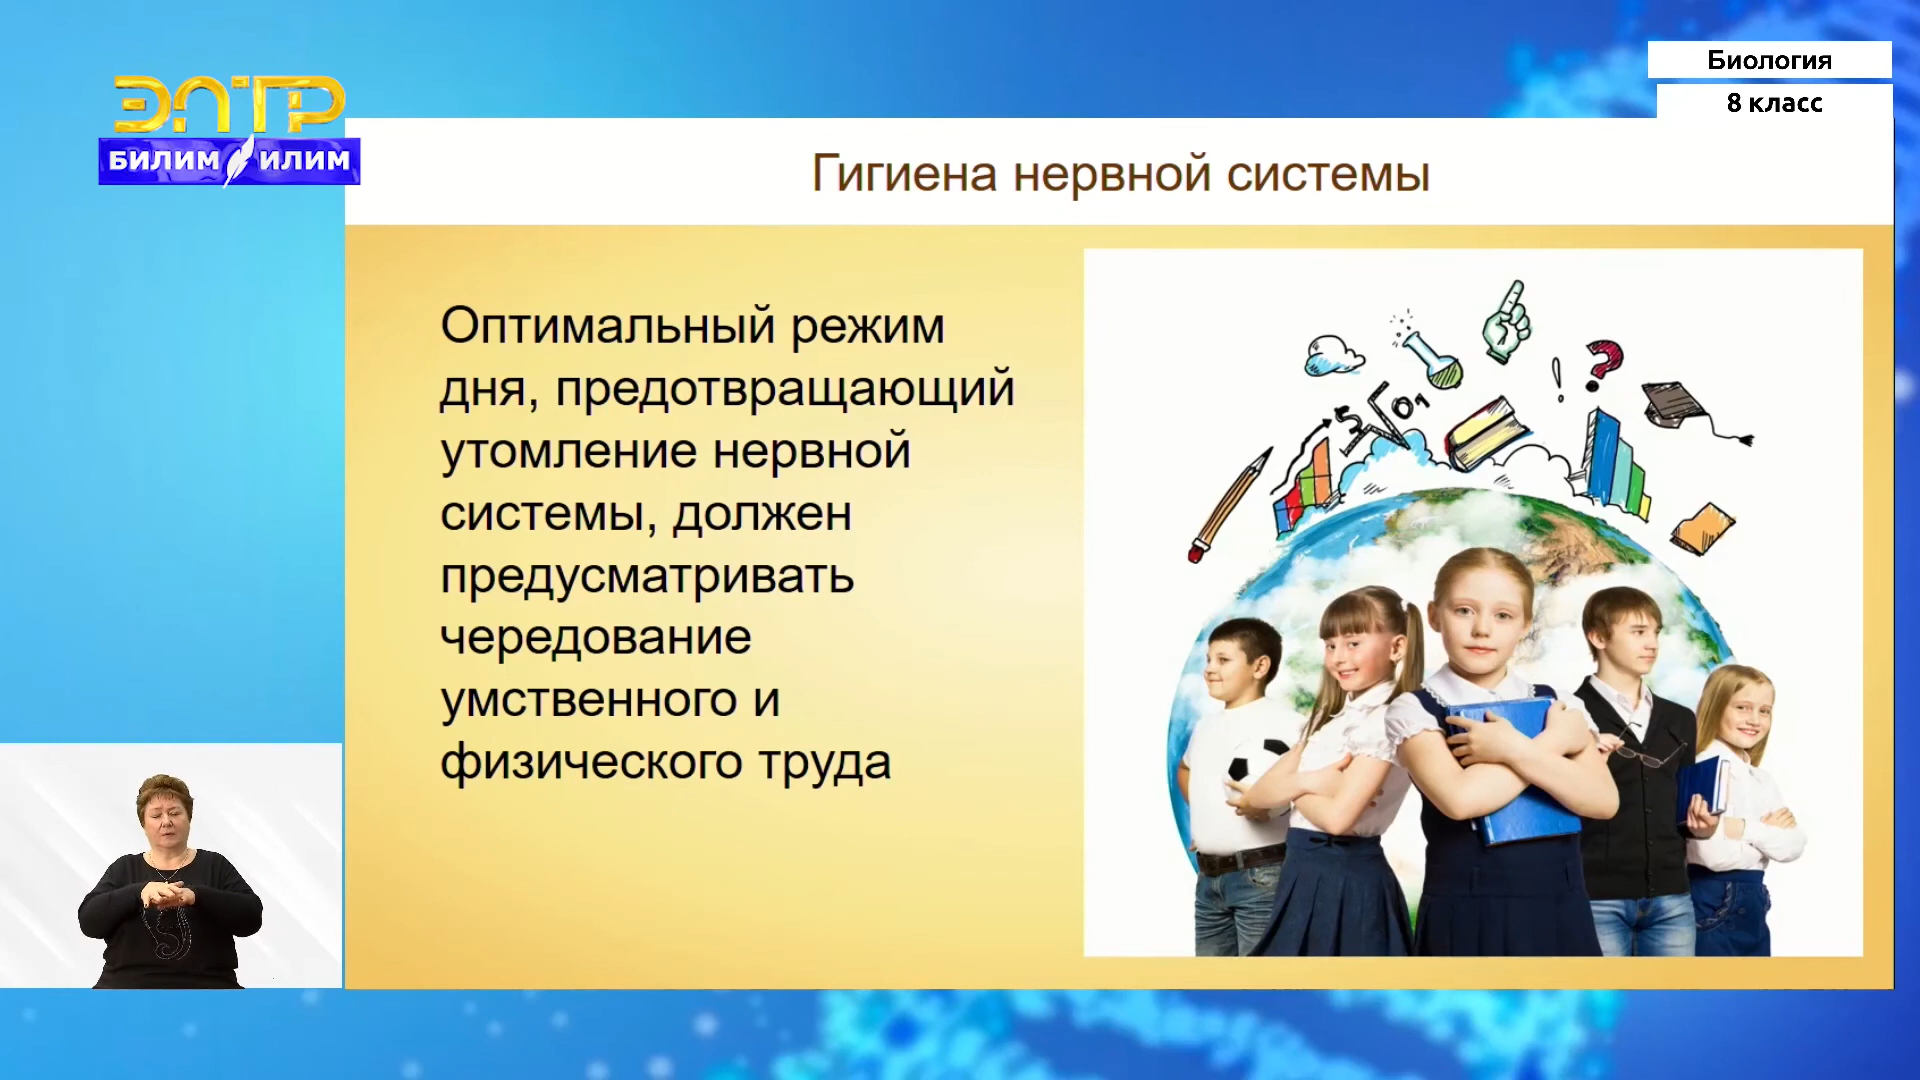 Биология
8 класс
ЭЛТР
БИЛИМ ИЛИМ
Гигиена нервной системы
Оптимальный режим
дня, предотвращающий
утомление нервной
системы, должен
предусматривать
чередование
умственного и
физического труда